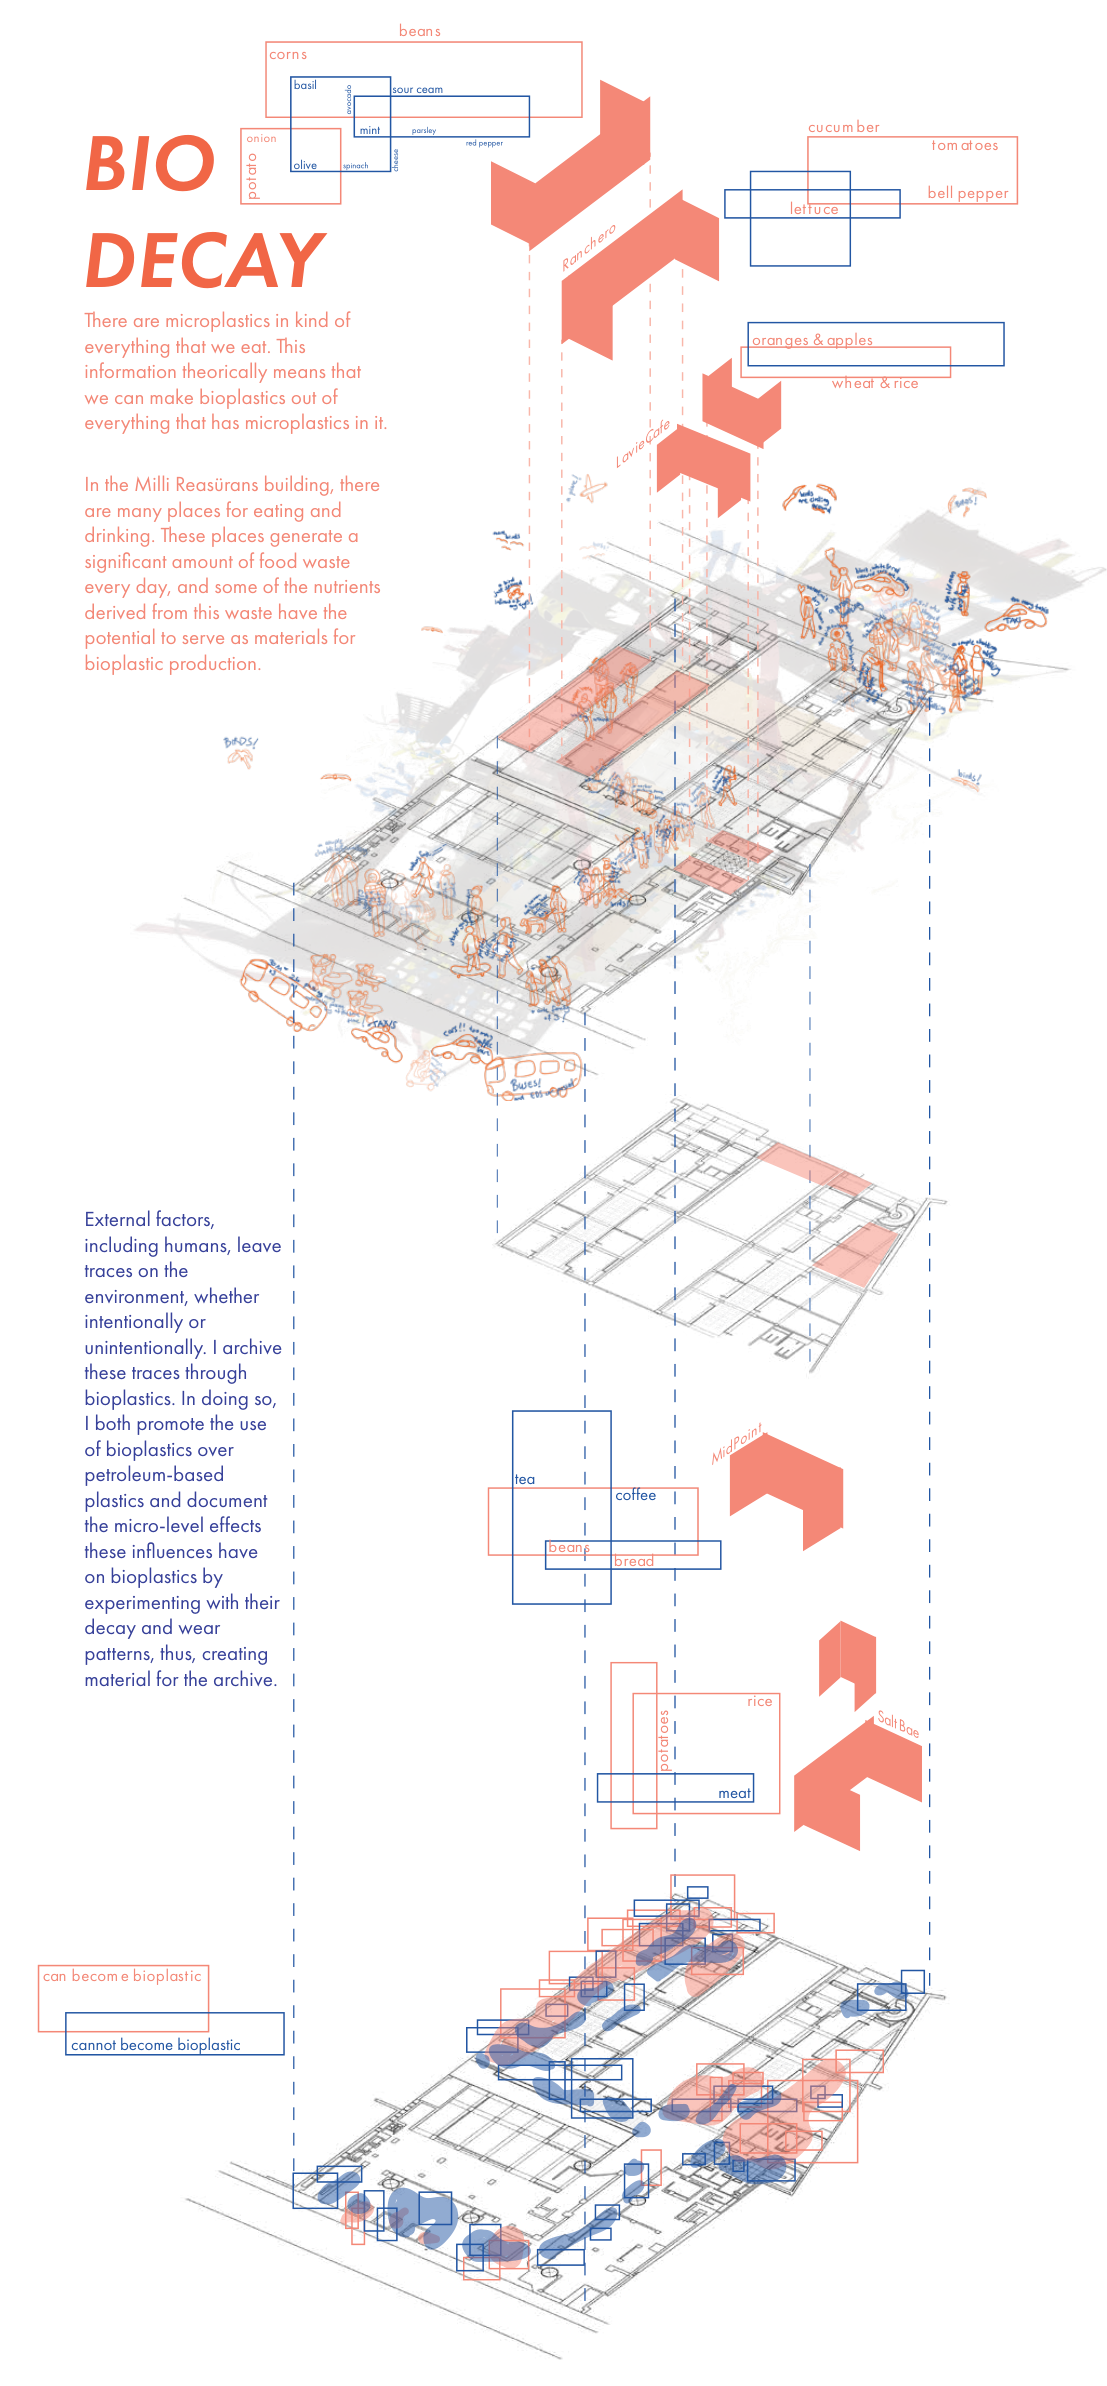 beans
corns
basil
avocado
sour ceam
mint
parsley
red pepper
onion
potato
olive
spinach
cheese
BIO
DECAY
cucumber
tomatoes
bell pepper
lettuce
Ranchero
There are microplastics in kind of
everything that we eat. This
information theorically means that
we can make bioplastics out of
everything that has microplastics in it.
oranges & apples
wheat & rice
LavieCafe
In the Milli Reasürans building, there
are many places for eating and
drinking. These places generate a
significant amount of food waste
every day, and some of the nutrients
derived from this waste have the
potential to serve as materials for
bioplastic production.
BIRDS!
TAXI
birds!
TAXIS
BUSES!
External factors,
including humans, leave
traces on the
environment, whether
intentionally or
unintentionally. I archive
these traces through
bioplastics. In doing so,
I both promote the use
of bioplastics over
petroleum-based
plastics and document
the micro-level effects
these influences have
on bioplastics by
experimenting with their
decay and wear
patterns, thus, creating
material for the archive.
MidPoint
tea
coffee
beans
bread
Salt Bae
rice
potatoes
meat
can become bioplastic
cannot become bioplastic